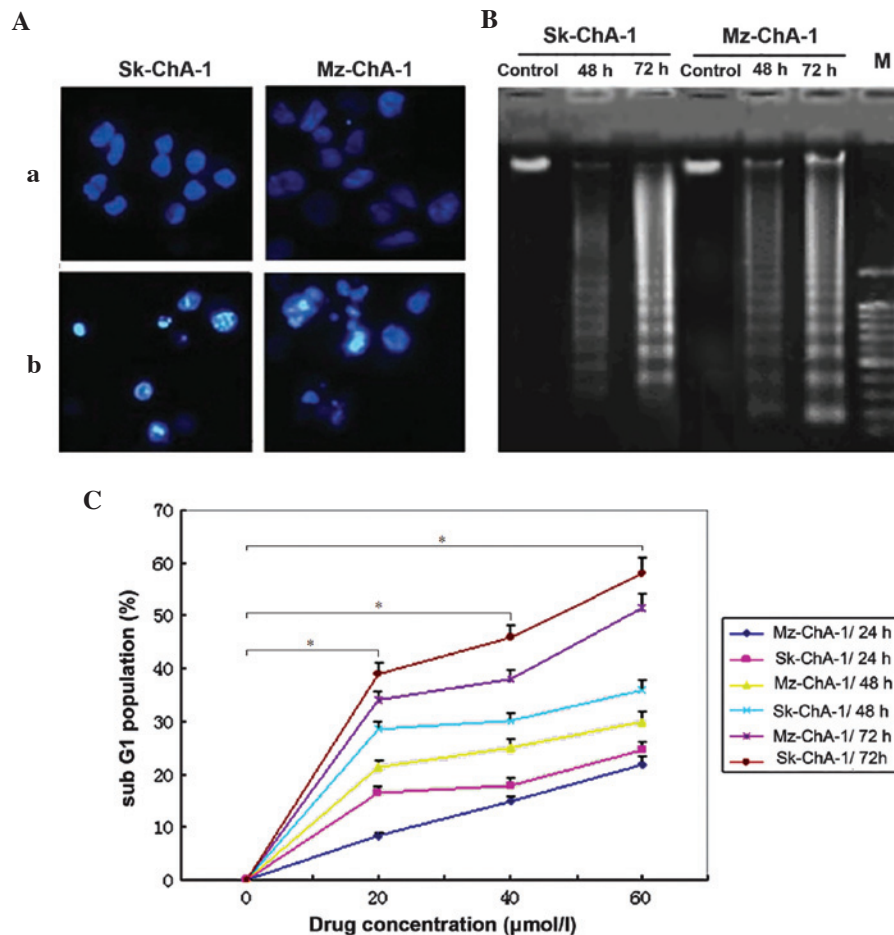 A
Sk-ChA-1 Mz-ChA-1
a
b
B
Sk-ChA-1 Mz-ChA-1
Control 48 h 72 h Control 48 h 72 h M
C
sub G1 population (%)
70
60
50
40
30
20
10
0
* 
*
*
0 20 40 60
Drug concentration (µmol/l)
Mz-ChA-1/ 24 h
Sk-ChA-1/ 24 h
Mz-ChA-1/ 48 h
Sk-ChA-1/ 48 h
Mz-ChA-1/ 72 h
Sk-ChA-1/ 72h